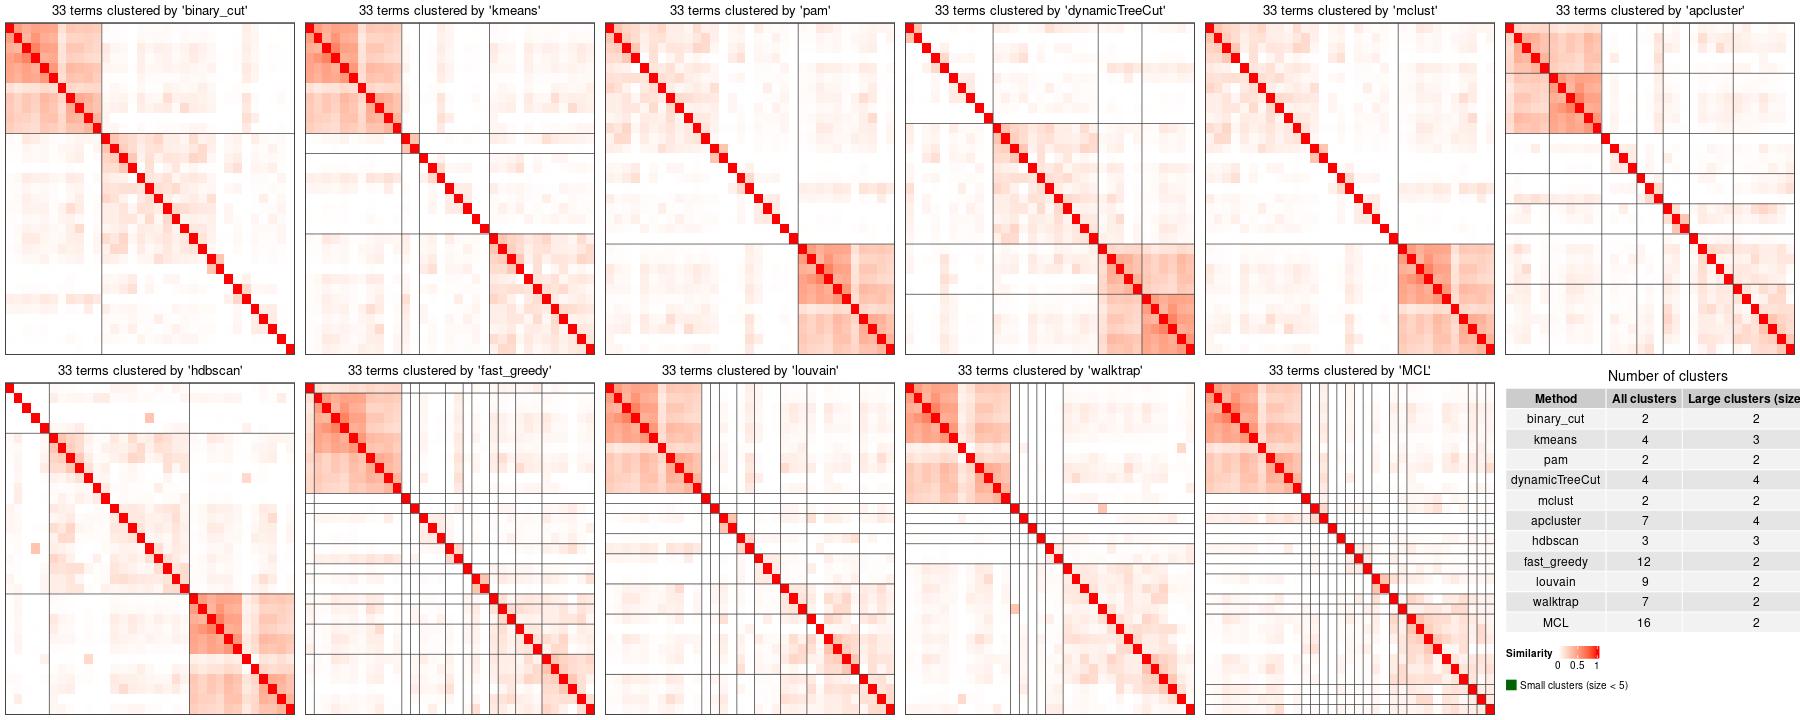 33 terms clustered by 'binary_cut'
33 terms clustered by 'kmeans'
33 terms clustered by 'pam'
33 terms clustered by 'dynamicTreeCut'
33 terms clustered by 'mclust'
33 terms clustered by 'apcluster'
33 terms clustered by 'hdbscan'
33 terms clustered by 'fast_greedy'
33 terms clustered by 'louvain'
33 terms clustered by 'walktrap'
33 terms clustered by 'MCL'
Number of clusters
Method All clusters Large clusters (size
binary_cut 2 2
kmeans 4 3
pam 2 2
dynamicTreeCut 4 4
mclust 2 2
apcluster 7 4
hdbscan 3 3
fast_greedy 12 2
louvain 9 2
walktrap 7 2
MCL 16 2
Similarity
0 0.5 1
Small clusters (size < 5)